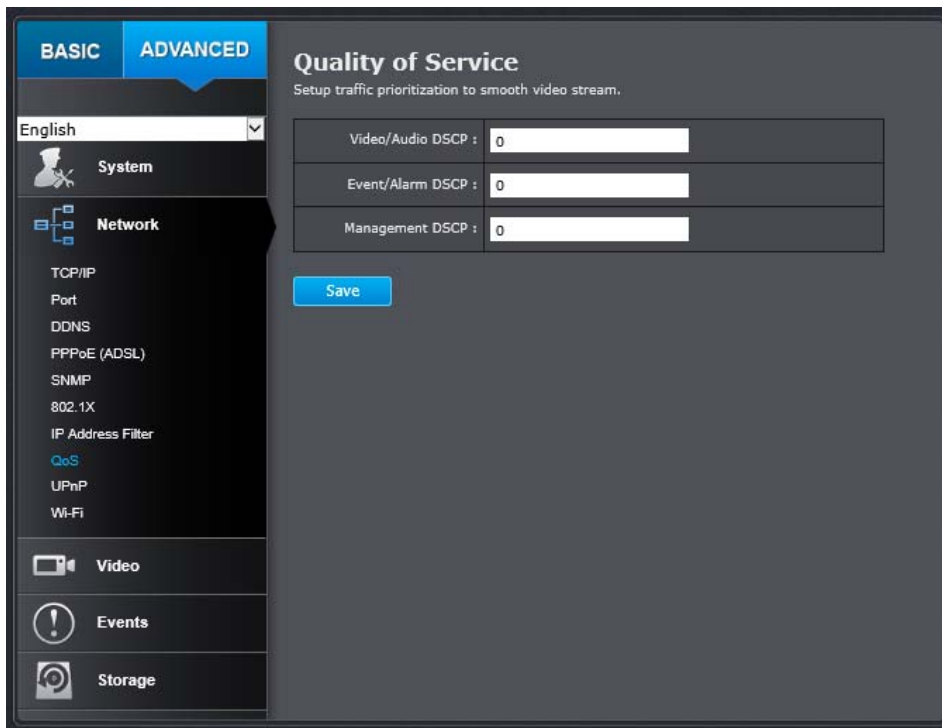 BASIC
ADVANCED
English
System
Network
TCP/IP
Port
DDNS
PPPoE (ADSL)
SNMP
802.1X
IP Address Filter
QoS
UPnP
Wi-Fi
Video
Events
Storage
Quality of Service
Setup traffic prioritization to smooth video stream.
Video/Audio DSCP : 0
Event/Alarm DSCP : 0
Management DSCP : 0
Save